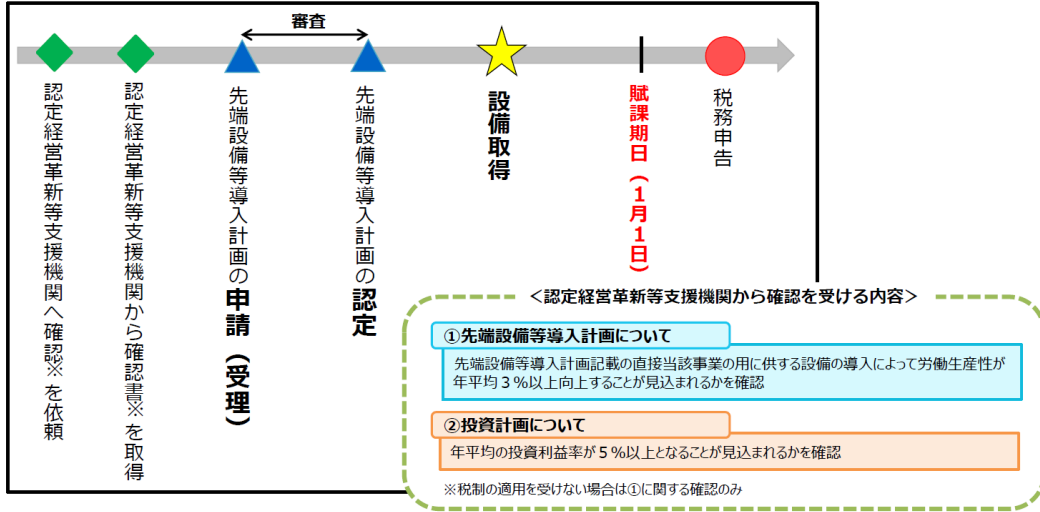 審査
認定経営革新等支援機関へ確認※を依頼
認定経営革新等支援機関から確認書※を取得
先端設備等導入計画の申請（受理）
先端設備等導入計画の認定
設備取得
賦課期日（1月1日）
税務申告
＜認定経営革新等支援機関から確認を受ける内容＞
①先端設備等導入計画について
先端設備等導入計画記載の直接当該事業の用に供する設備の導入によって労働生産性が
年平均３％以上向上することが見込まれるかを確認
②投資計画について
年平均の投資利益率が５％以上となることが見込まれるかを確認
※税制の適用を受けない場合は①に関する確認のみ